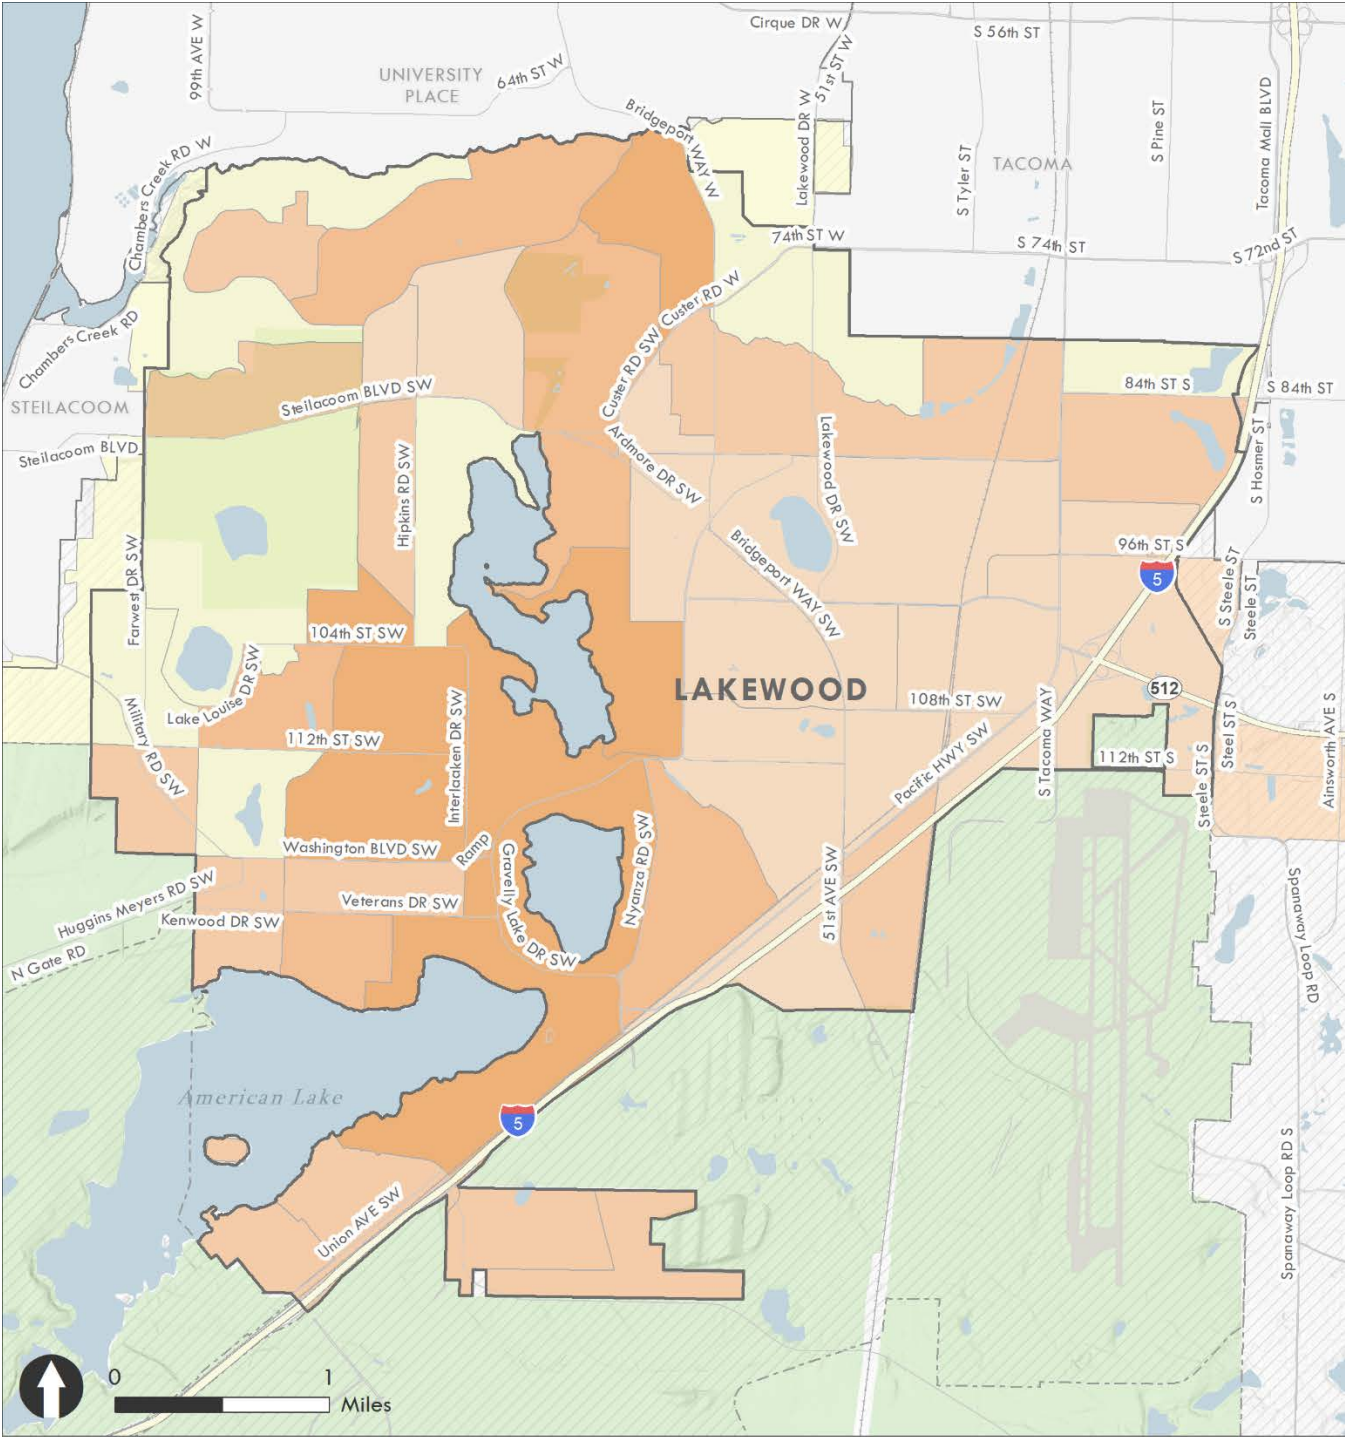 Cirque DR W
S 56th ST
99th AVE W
51st ST W
UNIVERSITY
PLACE
64th ST W
Tacoma Mall BLVD
Bridgeport WAY W
Lakewood DR W
S Pine ST
S Tyler ST
TACOMA
Chambers Creek RD W
74th ST W
S 74th ST
S 72nd ST
Custer RD W
Chambers Creek RD
Custer RD SW
84th ST S
S 84th ST
STEILACOOM
Steilacoom BLVD SW
Steilacoom BLVD
Ardmore DR SW
Lakewood DR SW
S Hosmer ST
Hipkins RD SW
Farwest DR SW
Bridgeport WAY SW
96th ST S
5
S Steele ST
Steele ST
104th ST SW
LAKEWOOD
512
108th ST SW
Lake Louise DR SW
Military RD SW
112th ST SW
Interlaaken DR SW
S Tacoma WAY
Steel ST S
Ainsworth AVE S
Pacific HWY SW
112th ST S
Steele ST S
Washington BLVD SW
Ramp
Gravelly Lake DR SW
Nyanza RD SW
51st AVE SW
Huggins Meyers RD SW
Veterans DR SW
Kenwood DR SW
N Gate RD
Spanaway Loop RD
American Lake
5
Union AVE SW
Spanaway Loop RD S
0
1
Miles